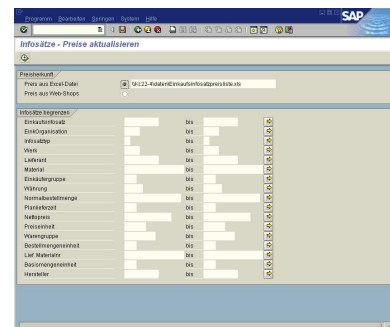 Programm Bearbeiten Springen System Hilfe
SAP
Infosätze - Preise aktualisieren
Preisherkunft
Preis aus Excel-Datei
Preis aus Web-Shops
Infosätze begrenzen
Einkaufsinfosatz bis
EinkOrganisation bis
Infosatztyp bis
Werk bis
Lieferant bis
Material bis
Einkäufergruppe bis
Währung bis
Normalbestellmenge bis
Planlieferzeit bis
Nettopreis bis
Preiseinheit bis
Warengruppe bis
Bestellmengeneinheit bis
Lief. Materialnr bis
Basismengeneinheit bis
Hersteller bis